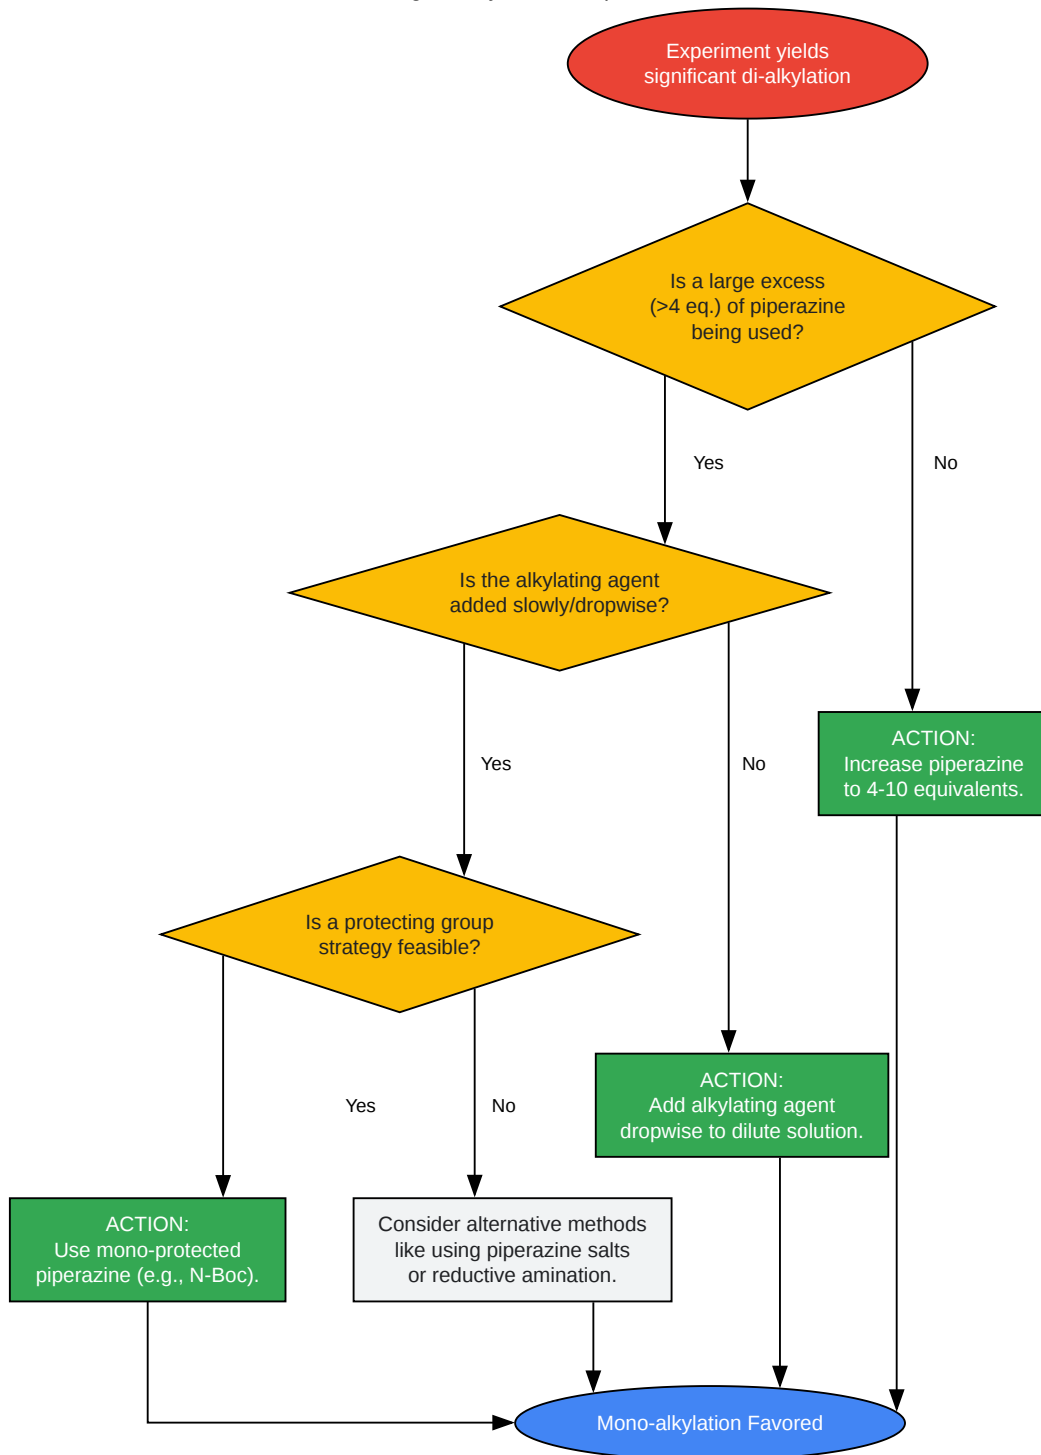 Experiment yields
significant di-alkylation
Is a large excess
(>4 eq.) of piperazine
being used?
Yes
No
Is the alkylating agent
added slowly/dropwise?
Yes
No
ACTION:
Increase piperazine
to 4-10 equivalents.
Is a protecting group
strategy feasible?
Yes
No
ACTION:
Add alkylating agent
dropwise to dilute solution.
ACTION:
Use mono-protected
piperazine (e.g., N-Boc).
Consider alternative methods
like using piperazine salts
or reductive amination.
Mono-alkylation Favored